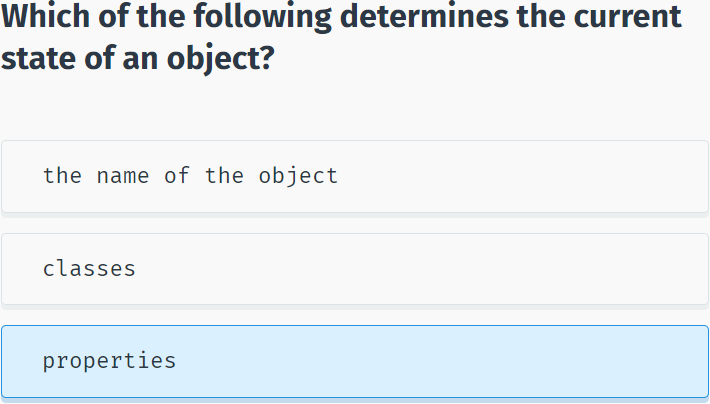 Which of the following determines the current
state of an object?
the name of the object
classes
properties